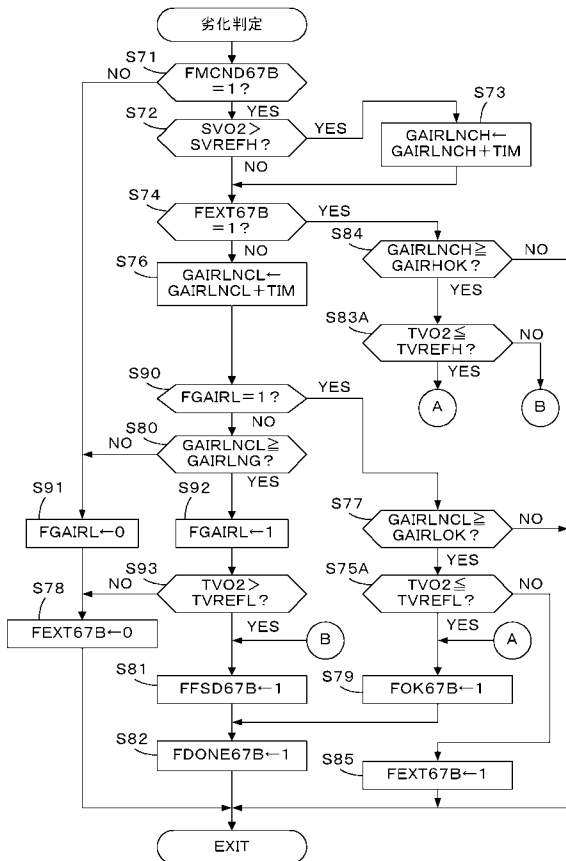 劣化判定
S71
FMCND67B
=1?
NO
YES
S72
SVO2>
SVREFH?
YES
NO
S73
GAIRLNCH←
GAIRLNCH+TIM
S74
FEXT67B
=1?
YES
NO
S84
GAIRLNCH≧
GAIRHOK?
NO
YES
S76
GAIRLNCL←
GAIRLNCL+TIM
S83A
TVO2≦
TVREFH?
NO
YES
A
B
S90
FGAIRL=1?
YES
NO
S80
GAIRLNCL≧
GAIRLNG?
NO
YES
S91
FGAIRL←0
S92
FGAIRL←1
S77
GAIRLNCL≧
GAIRLOK?
NO
YES
S93
TVO2>
TVREFL?
NO
YES
S75A
TVO2≦
TVREFL?
NO
YES
S78
FEXT67B←0
B
A
S81
FFSD67B←1
S79
FOK67B←1
S82
FDONE67B←1
S85
FEXT67B←1
EXIT